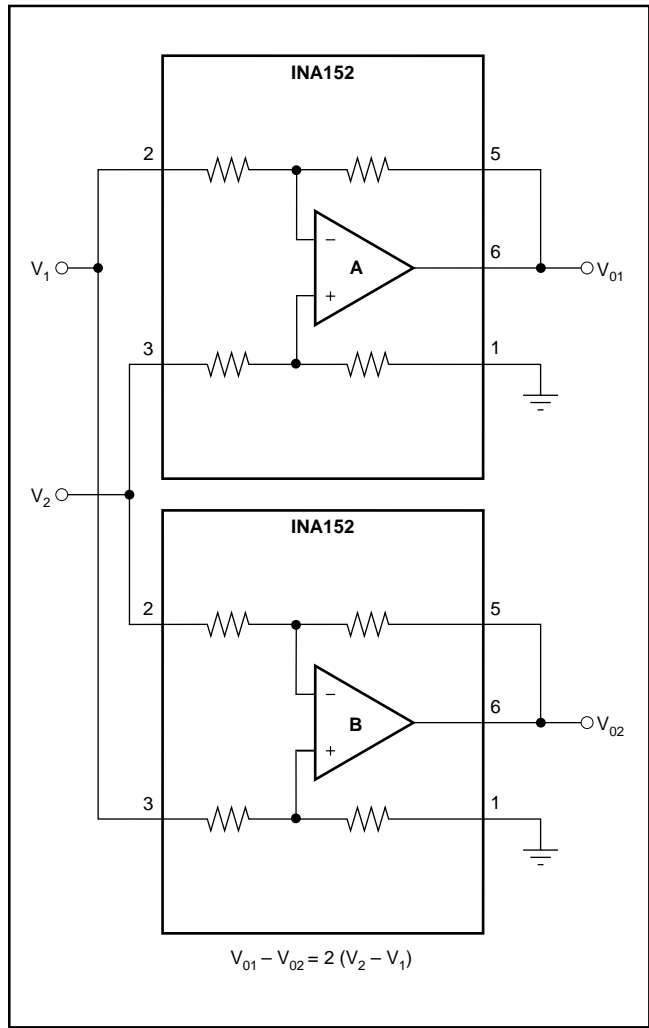 INA152
2
5
V₁
−
A
6
V₀₁
+
3
1
V₂
INA152
2
5
−
B
6
V₀₂
+
3
1
V₀₁ – V₀₂ = 2 (V₂ – V₁)